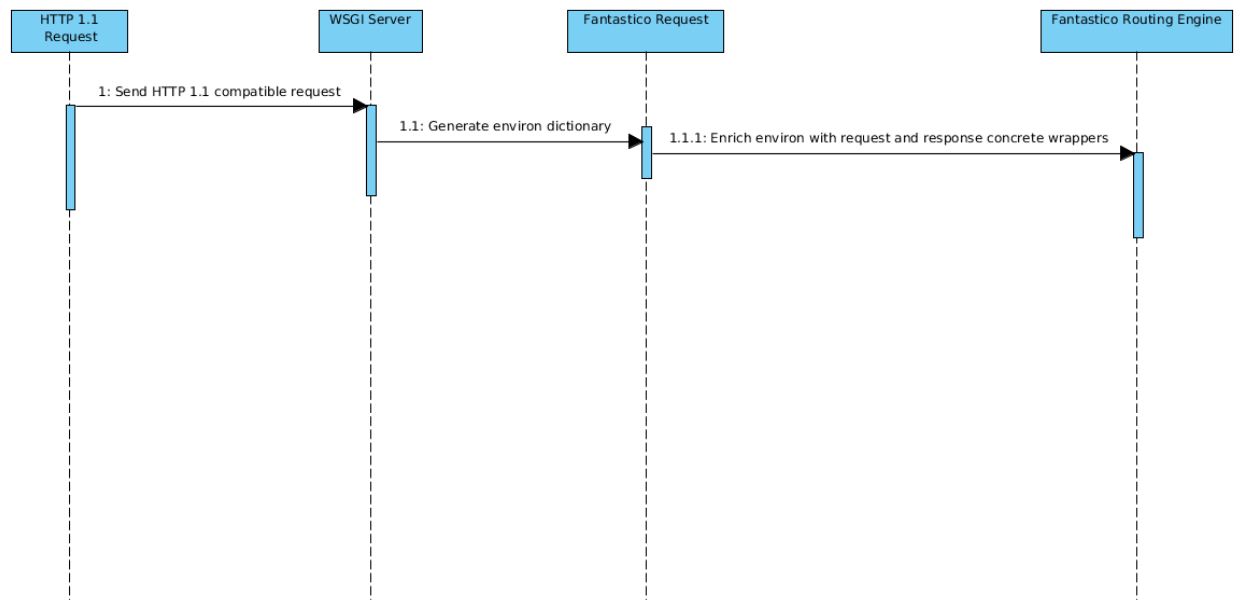 HTTP 1.1
Request
WSGI Server
Fantastico Request
Fantastico Routing Engine
1: Send HTTP 1.1 compatible request
1.1: Generate environ dictionary
1.1.1: Enrich environ with request and response concrete wrappers